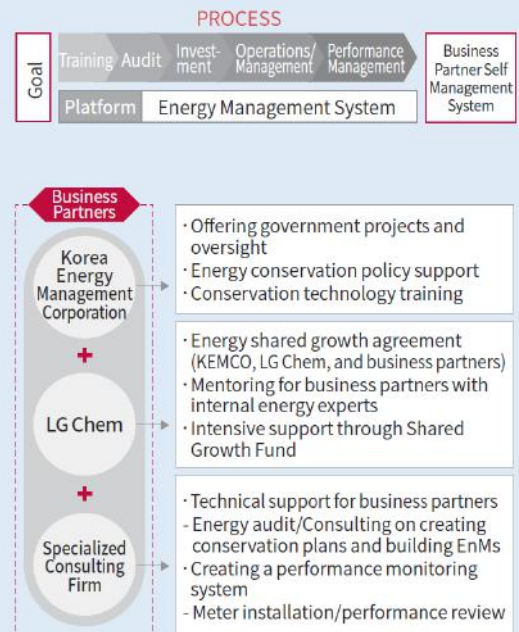 PROCESS
Goal
Training
Audit
Invest-
ment
Operations/
Management
Performance
Management
Business
Partner Self
Management
System
Platform
Energy Management System
Business
Partners
Korea
Energy
Management
Corporation
· Offering government projects and
oversight
· Energy conservation policy support
· Conservation technology training
+
LG Chem
· Energy shared growth agreement
(KEMCO, LG Chem, and business partners)
· Mentoring for business partners with
internal energy experts
· Intensive support through Shared
Growth Fund
+
Specialized
Consulting
Firm
· Technical support for business partners
- Energy audit/Consulting on creating
conservation plans and building EnMs
· Creating a performance monitoring
system
- Meter installation/performance review